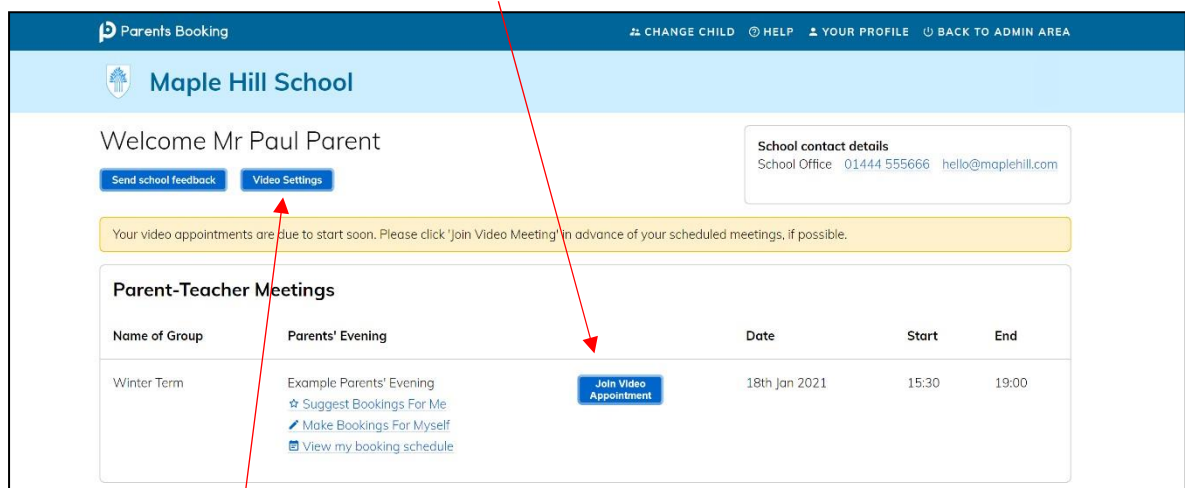 Parents Booking
CHANGE CHILD HELP YOUR PROFILE BACK TO ADMIN AREA
Maple Hill School
Welcome Mr Paul Parent
Send school feedback Video Settings
School contact details
School Office 01444 555666 hello@maplehill.com
Your video appointments are due to start soon. Please click 'Join Video Meeting' in advance of your scheduled meetings, if possible.
Parent-Teacher Meetings
Name of Group Parents' Evening Date Start End
Winter Term Example Parents' Evening Join Video Appointment 18th Jan 2021 15:30 19:00
Suggest Bookings For Me
Make Bookings For Myself
View my booking schedule